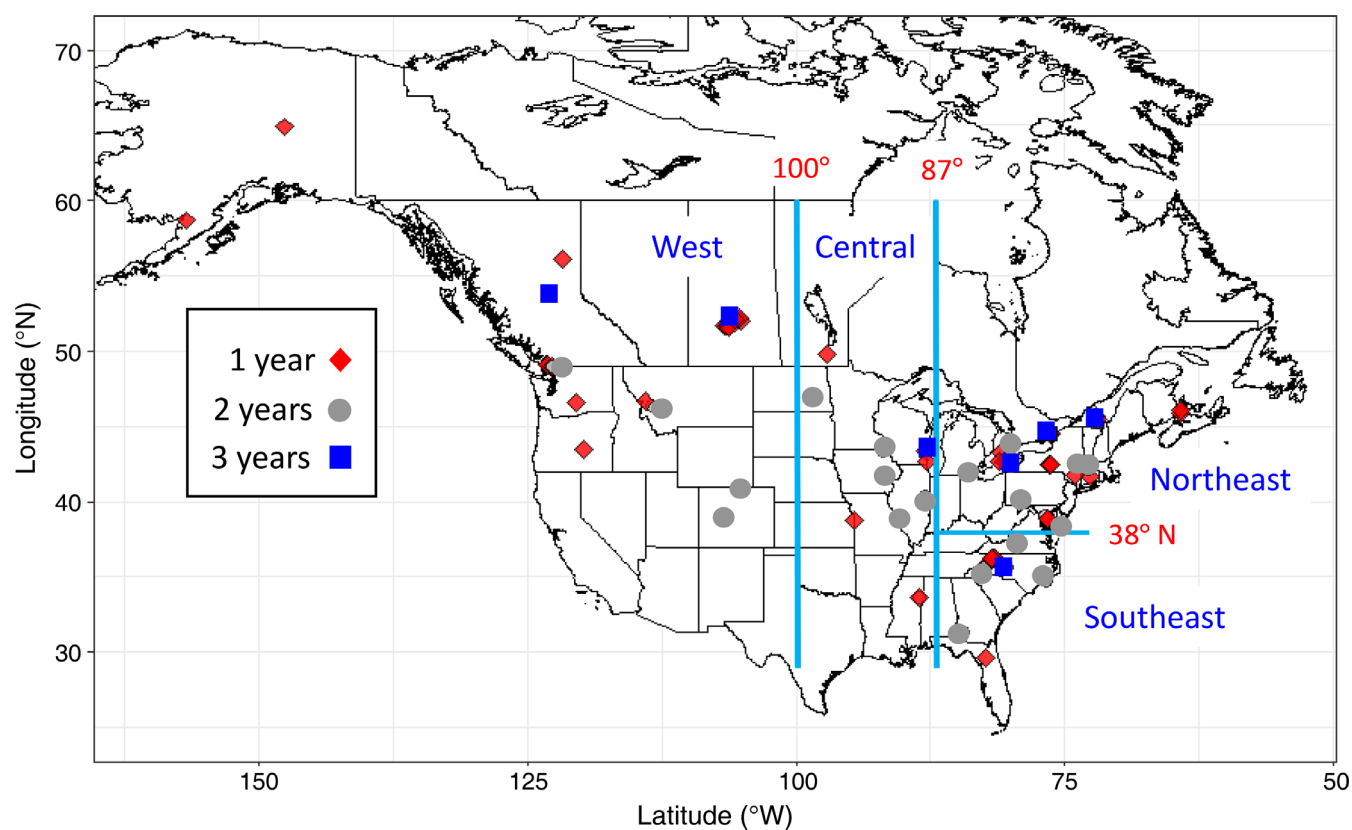 70
60
50
40
30
Longitude (°N)
100°
87°
West
Central
1 year
2 years
3 years
Northeast
38° N
Southeast
150
125
100
75
50
Latitude (°W)